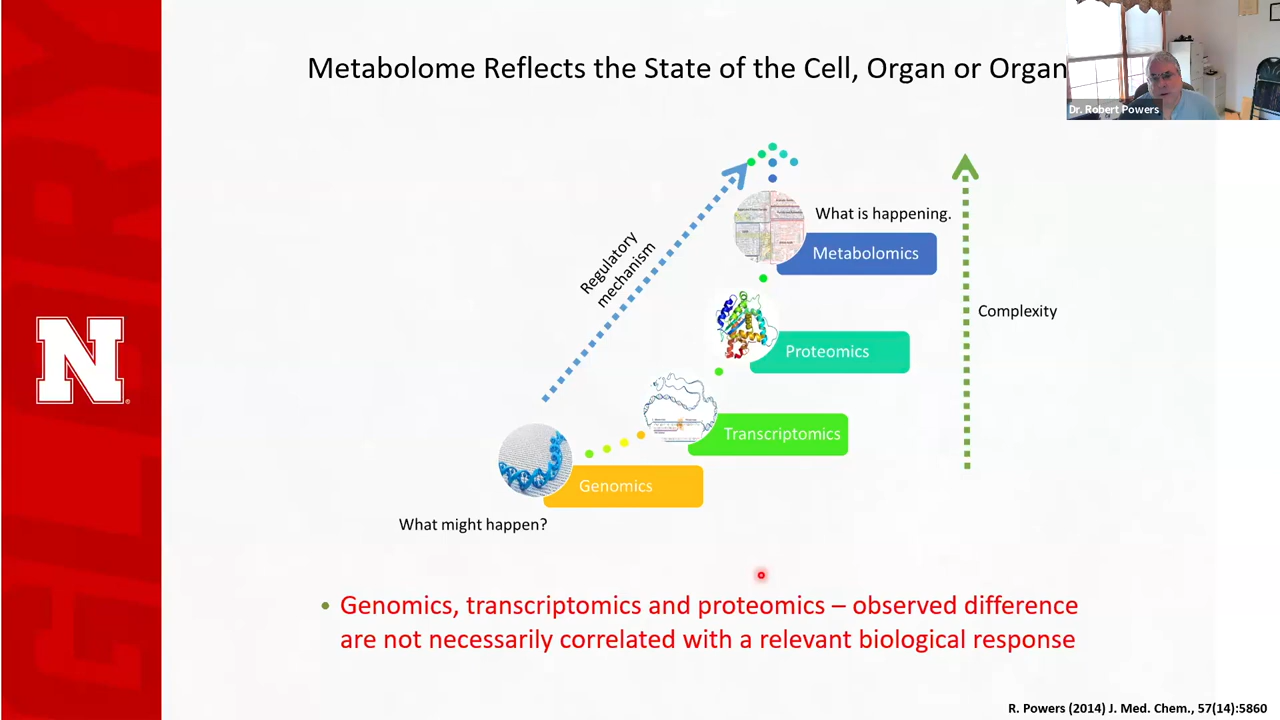 Metabolome Reflects the State of the Cell, Organ or Organ
Dr. Robert Powers
What is happening.
Metabolomics
Regulatory
mechanism
Complexity
Proteomics
Transcriptomics
Genomics
What might happen?
N
• Genomics, transcriptomics and proteomics – observed difference
are not necessarily correlated with a relevant biological response
R. Powers (2014) J. Med. Chem., 57(14):5860